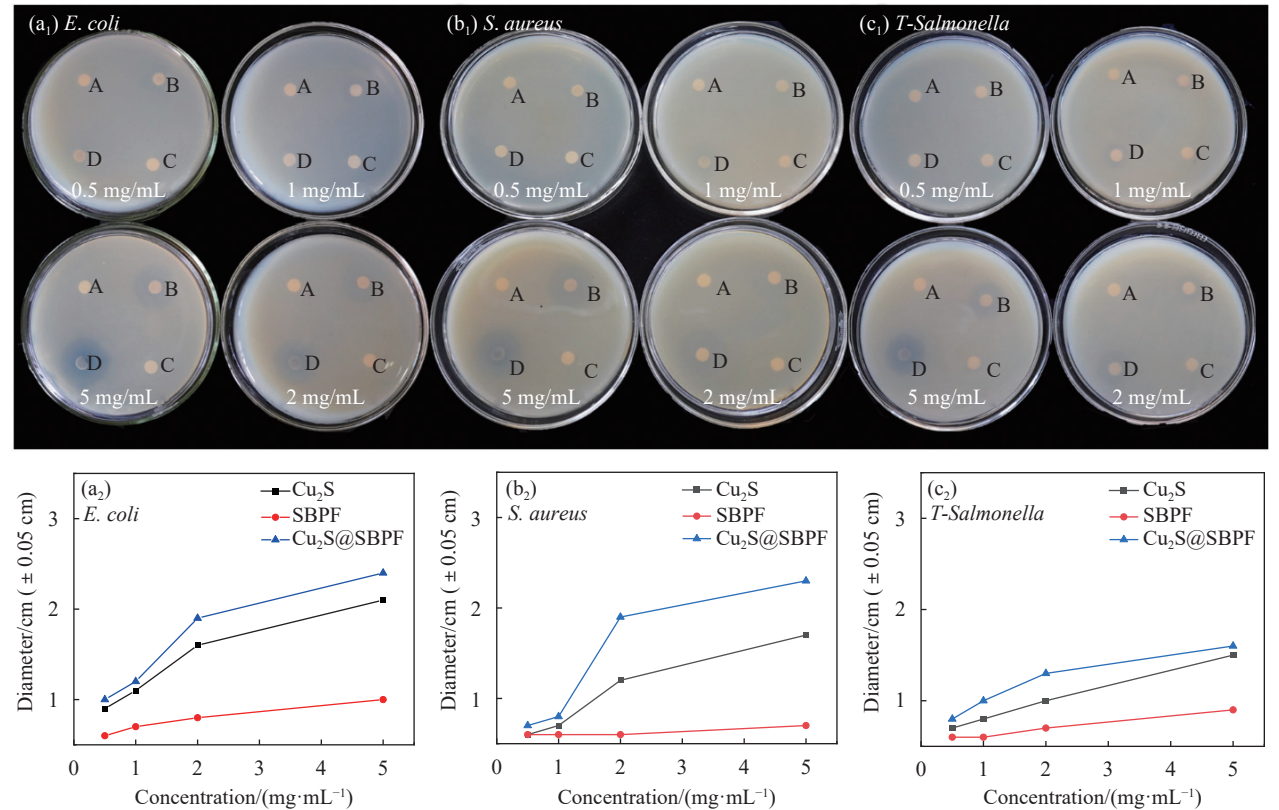 (a₁) E. coli
(b₁) S. aureus
(c₁) T-Salmonella
A B
D C
0.5 mg/mL
A B
D C
1 mg/mL
A B
D C
0.5 mg/mL
A B
D C
1 mg/mL
A B
D C
0.5 mg/mL
A B
D C
1 mg/mL
A B
D C
5 mg/mL
A B
D C
2 mg/mL
A B
D C
5 mg/mL
A B
D C
2 mg/mL
A B
D C
5 mg/mL
A B
D C
2 mg/mL
(a₂)
E. coli
Cu₂S
SBPF
Cu₂S@SBPF
Diameter/cm ( ± 0.05 cm)
3
2
1
0 1 2 3 4 5
Concentration/(mg·mL⁻¹)
(b₂)
S. aureus
Cu₂S
SBPF
Cu₂S@SBPF
Diameter/cm ( ± 0.05 cm)
3
2
1
0 1 2 3 4 5
Concentration/(mg·mL⁻¹)
(c₂)
T-Salmonella
Cu₂S
SBPF
Cu₂S@SBPF
Diameter/cm ( ± 0.05 cm)
3
2
1
0 1 2 3 4 5
Concentration/(mg·mL⁻¹)